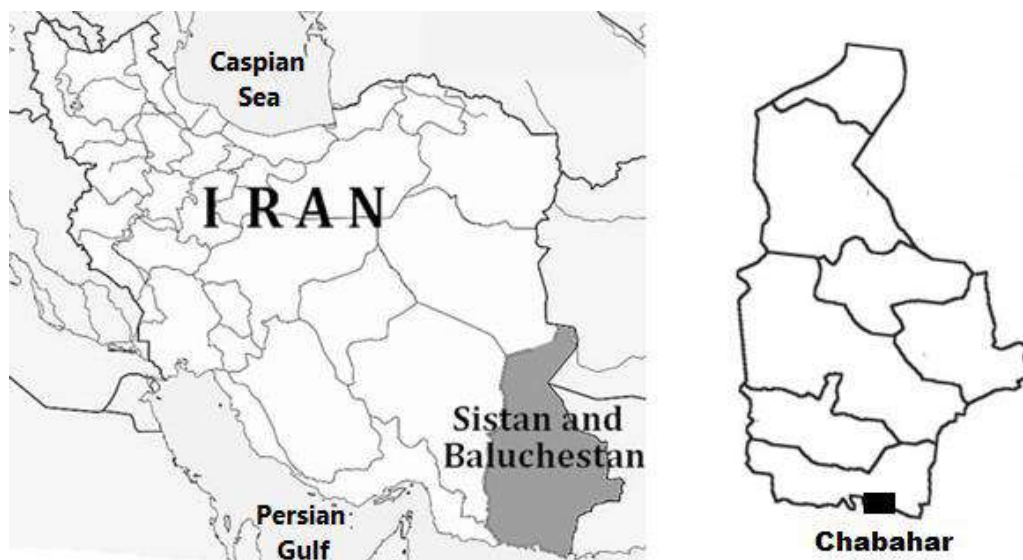 Caspian
Sea
IRAN
Sistan and
Baluchestan
Persian
Gulf
Chabahar